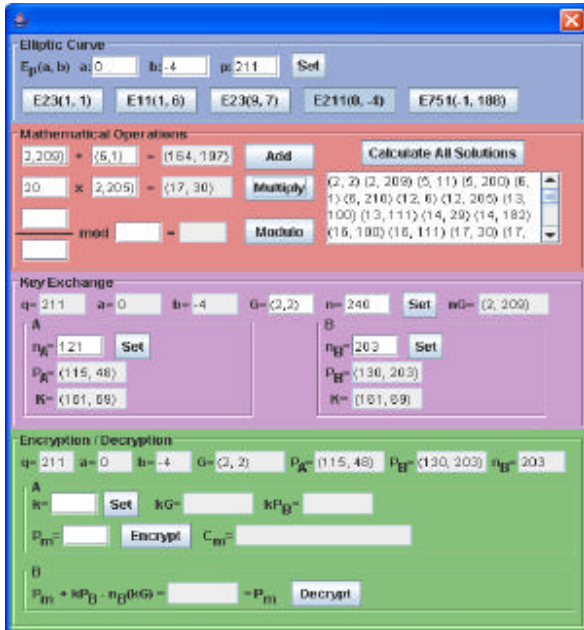 Elliptic Curve
Ep(a, b) a: 0 b: -4 p: 211 Set
E23(1, 1) E11(1, 6) E23(9, 7) E211(0, -4) E751(-1, 188)
Mathematical Operations
2,209) + (6,1) = (164, 197) Add Calculate All Solutions
20 x 2,205) = (17, 30) Multiply
mod = Modulo
(2, 2) (2, 209) (5, 11) (5, 200) (6,
1) (6, 210) (12, 6) (12, 205) (13,
100) (13, 111) (14, 29) (14, 182)
(16, 100) (16, 111) (17, 30) (17,
Key Exchange
q= 211 a= 0 b= -4 G= (2,2) n= 240 Set nG= (2, 209)
A
nA= 121 Set
PA= (115, 48)
K= (161, 69)
B
nB= 203 Set
PB= (130, 203)
K= (161, 69)
Encryption / Decryption
q= 211 a= 0 b= -4 G= (2, 2) PA= (115, 48) PB= (130, 203) nB= 203
A
k= Set kG= kPB=
Pm= Encrypt Cm=
B
Pm + kPB - nB(kG) = = Pm Decrypt